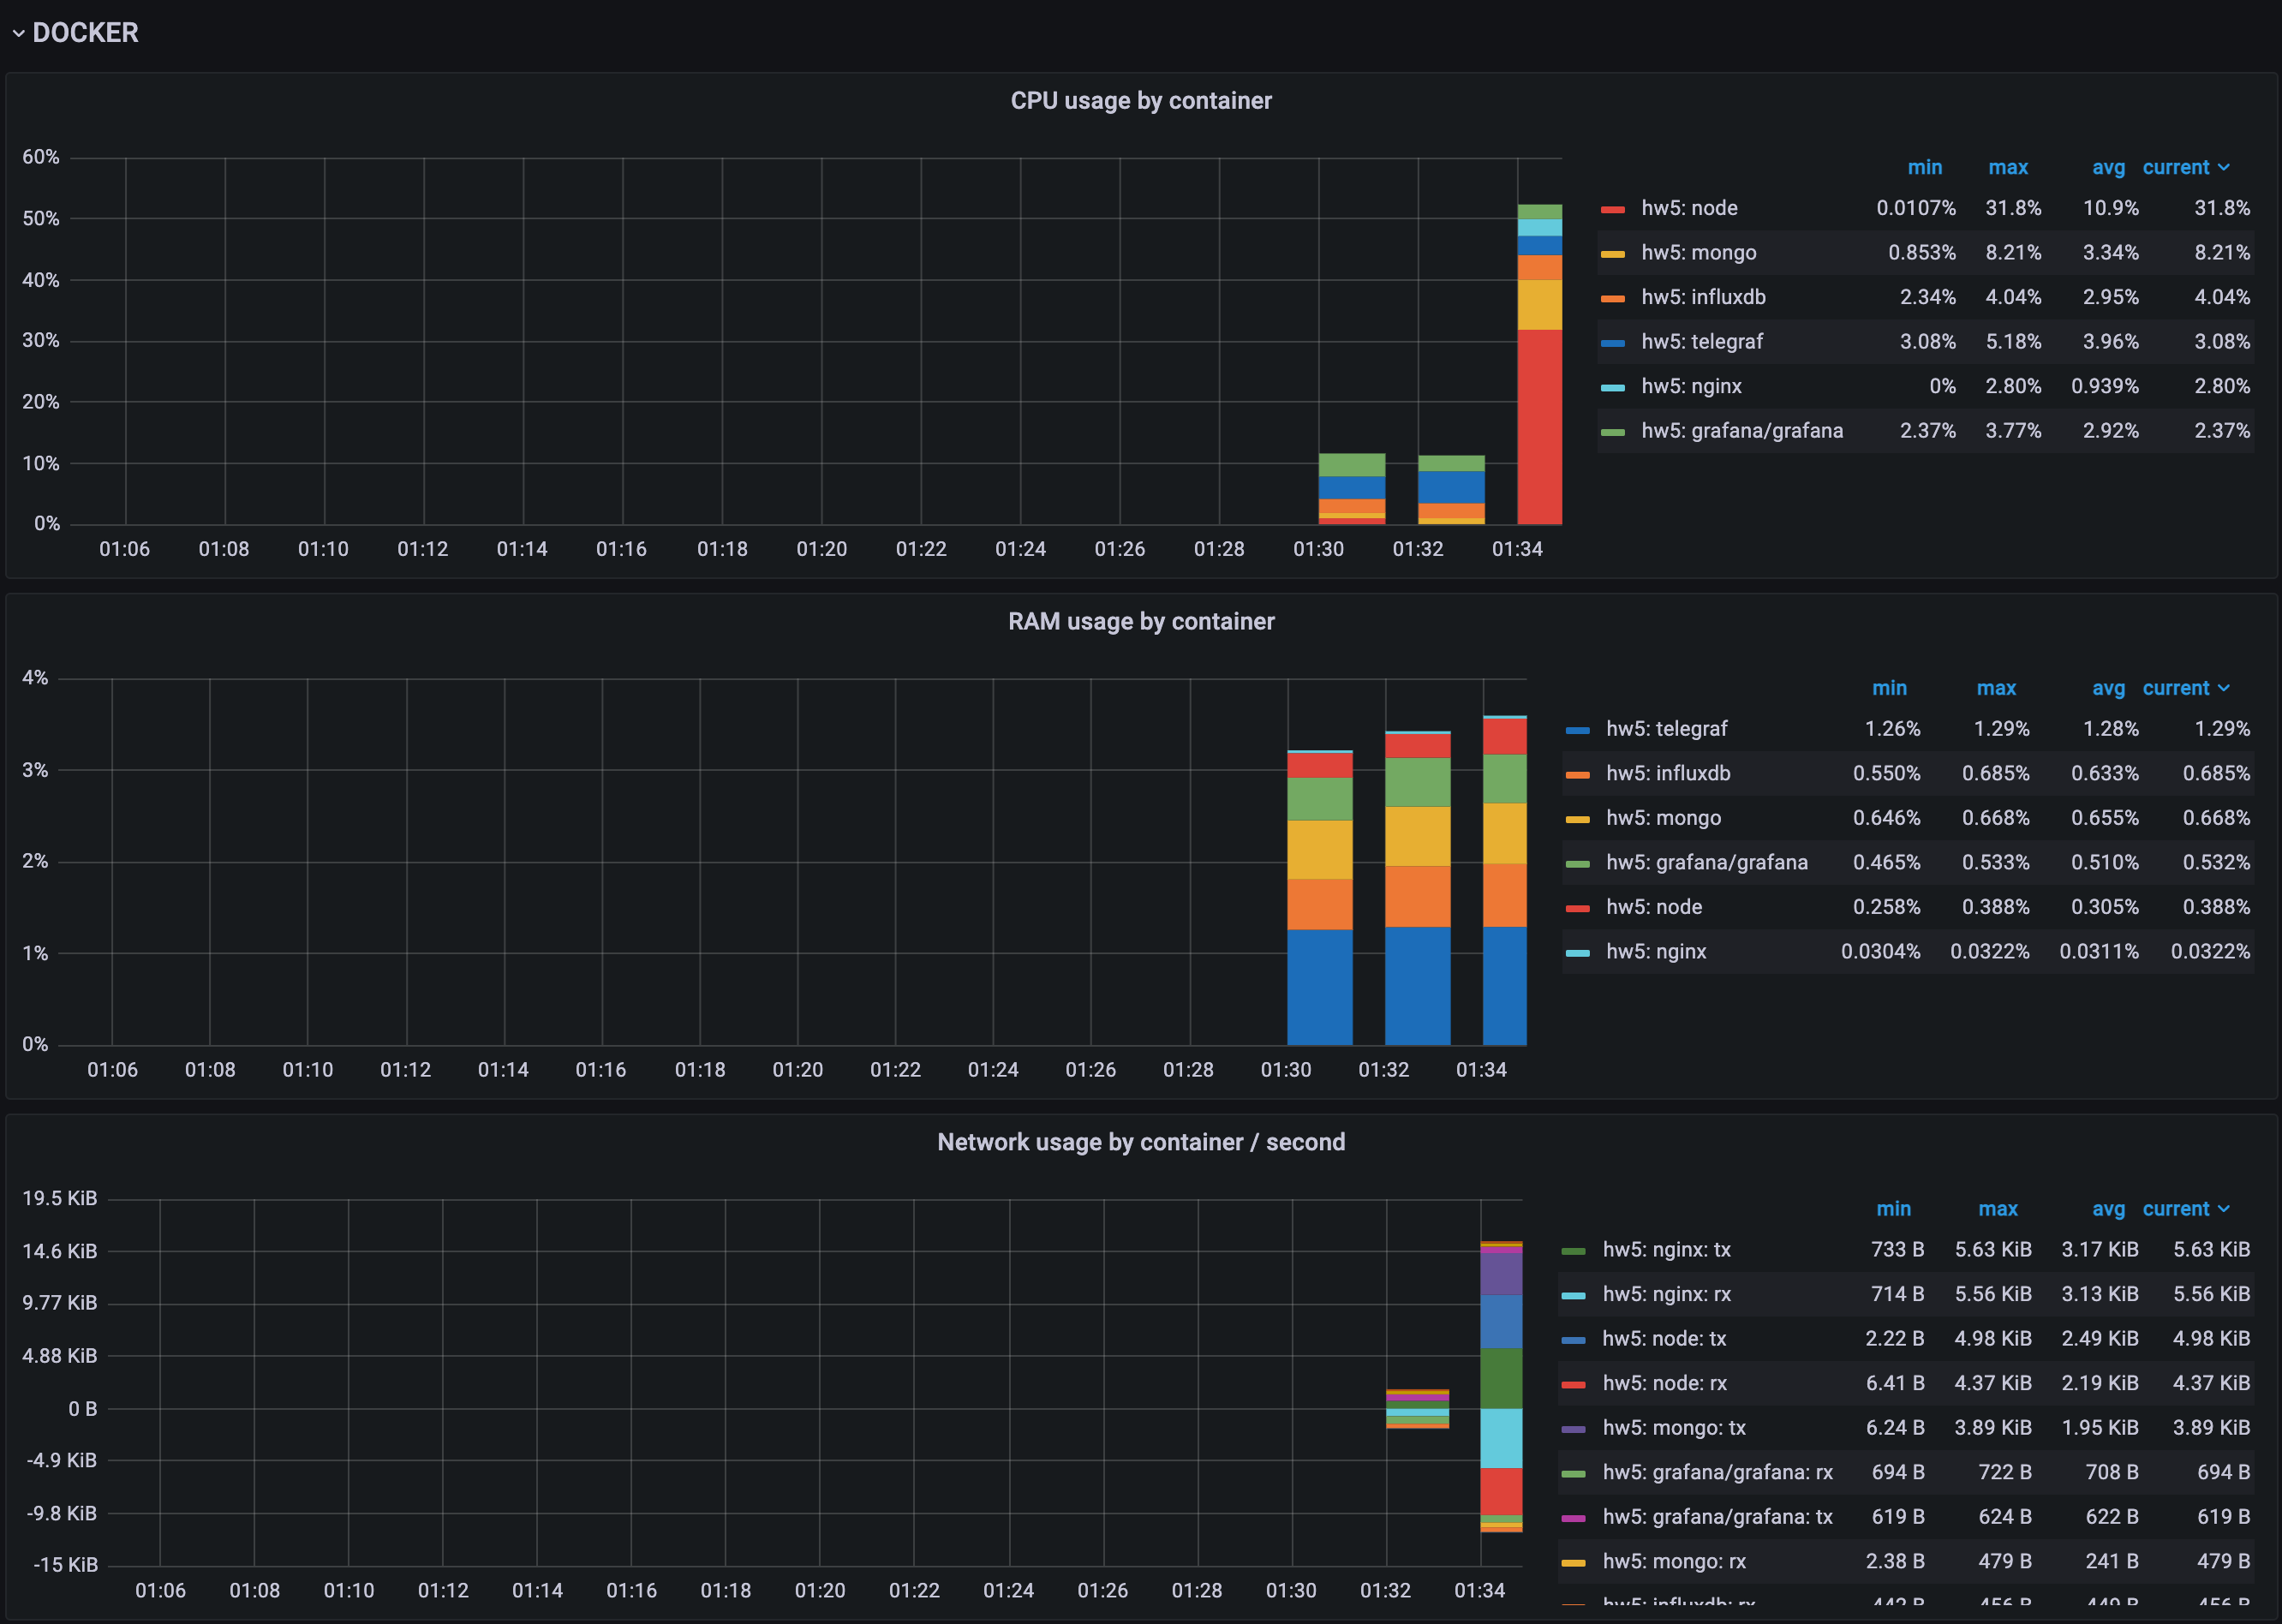 DOCKER
CPU usage by container
60%
50%
40%
30%
20%
10%
0%
01:06 01:08 01:10 01:12 01:14 01:16 01:18 01:20 01:22 01:24 01:26 01:28 01:30 01:32 01:34
min max avg current
hw5: node 0.0107% 31.8% 10.9% 31.8%
hw5: mongo 0.853% 8.21% 3.34% 8.21%
hw5: influxdb 2.34% 4.04% 2.95% 4.04%
hw5: telegraf 3.08% 5.18% 3.96% 3.08%
hw5: nginx 0% 2.80% 0.939% 2.80%
hw5: grafana/grafana 2.37% 3.77% 2.92% 2.37%
RAM usage by container
4%
3%
2%
1%
0%
01:06 01:08 01:10 01:12 01:14 01:16 01:18 01:20 01:22 01:24 01:26 01:28 01:30 01:32 01:34
min max avg current
hw5: telegraf 1.26% 1.29% 1.28% 1.29%
hw5: influxdb 0.550% 0.685% 0.633% 0.685%
hw5: mongo 0.646% 0.668% 0.655% 0.668%
hw5: grafana/grafana 0.465% 0.533% 0.510% 0.532%
hw5: node 0.258% 0.388% 0.305% 0.388%
hw5: nginx 0.0304% 0.0322% 0.0311% 0.0322%
Network usage by container / second
19.5 KiB
14.6 KiB
9.77 KiB
4.88 KiB
0 B
-4.9 KiB
-9.8 KiB
-15 KiB
01:06 01:08 01:10 01:12 01:14 01:16 01:18 01:20 01:22 01:24 01:26 01:28 01:30 01:32 01:34
min max avg current
hw5: nginx: tx 733 B 5.63 KiB 3.17 KiB 5.63 KiB
hw5: nginx: rx 714 B 5.56 KiB 3.13 KiB 5.56 KiB
hw5: node: tx 2.22 B 4.98 KiB 2.49 KiB 4.98 KiB
hw5: node: rx 6.41 B 4.37 KiB 2.19 KiB 4.37 KiB
hw5: mongo: tx 6.24 B 3.89 KiB 1.95 KiB 3.89 KiB
hw5: grafana/grafana: rx 694 B 722 B 708 B 694 B
hw5: grafana/grafana: tx 619 B 624 B 622 B 619 B
hw5: mongo: rx 2.38 B 479 B 241 B 479 B
hw5: influxdb: rx